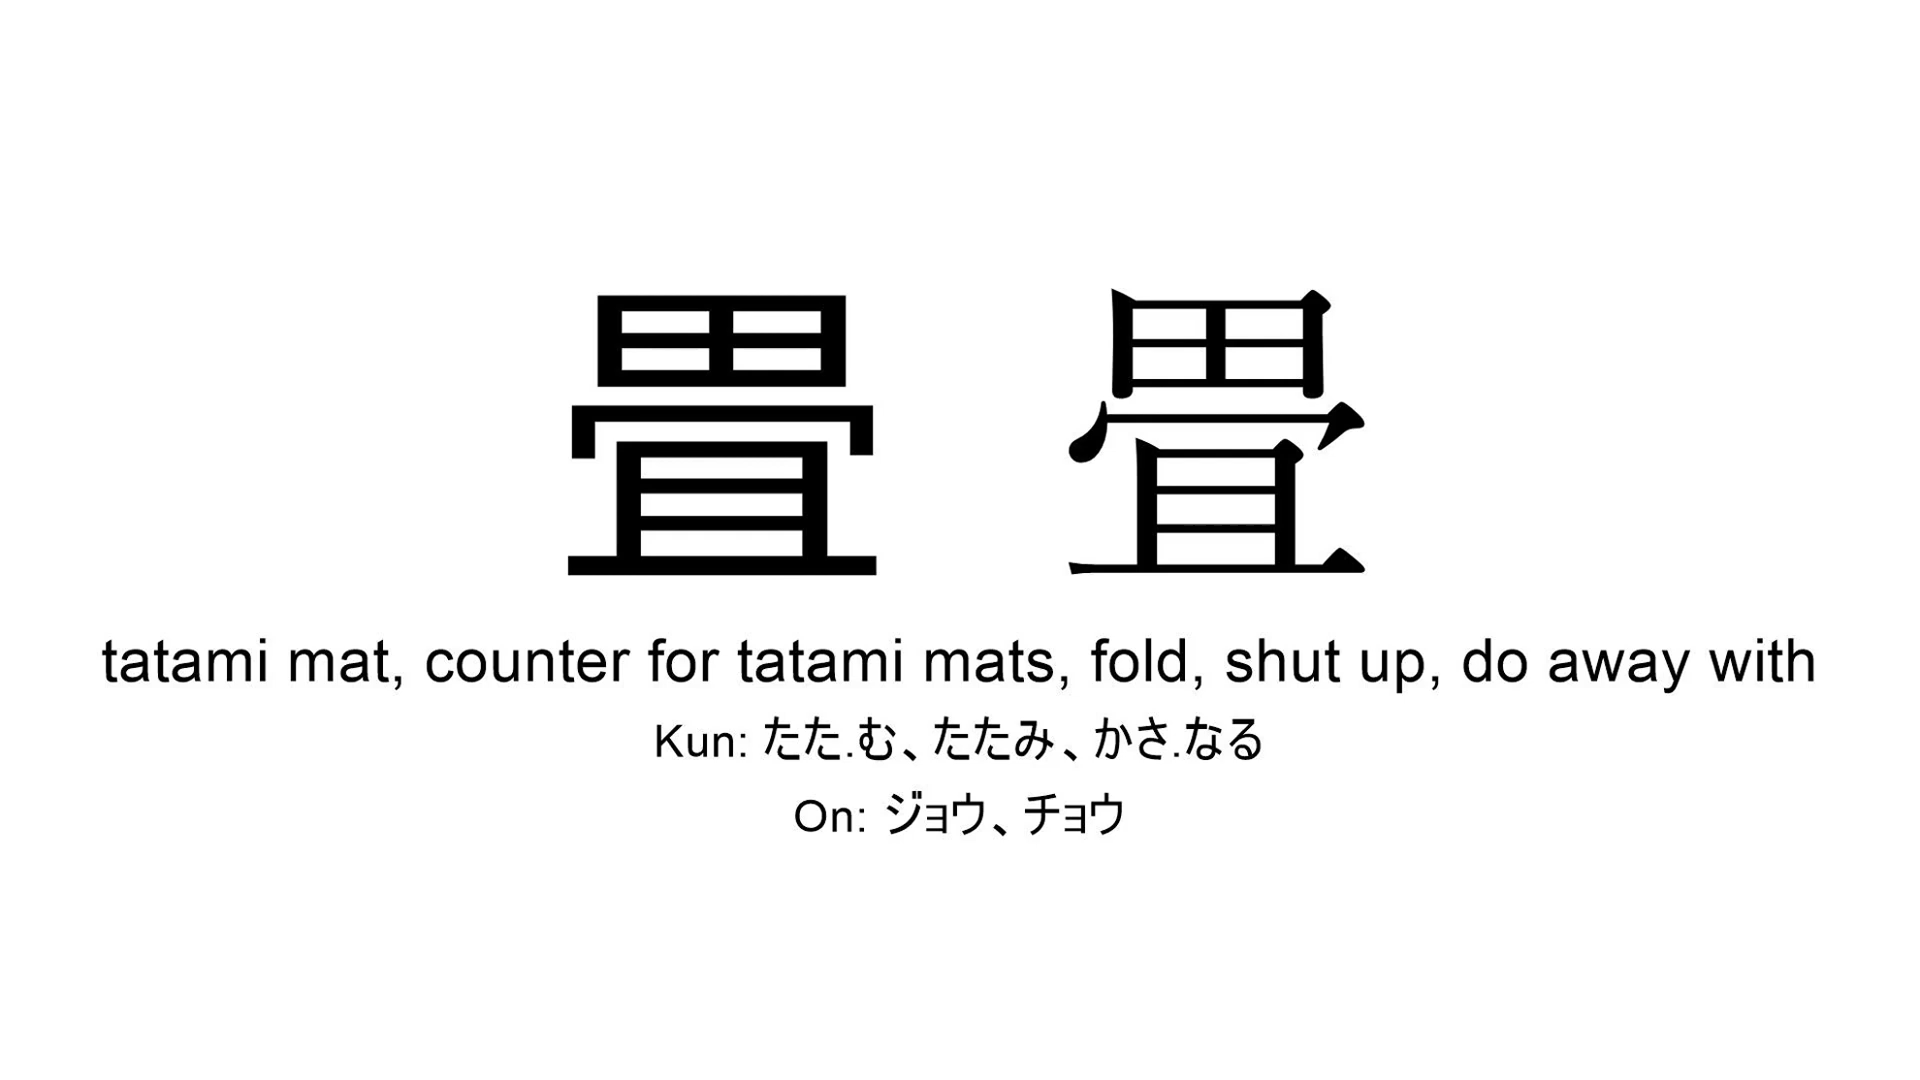 畳 畳
tatami mat, counter for tatami mats, fold, shut up, do away with
Kun: たた.む、たたみ、かさ.なる
On: ジョウ、チョウ